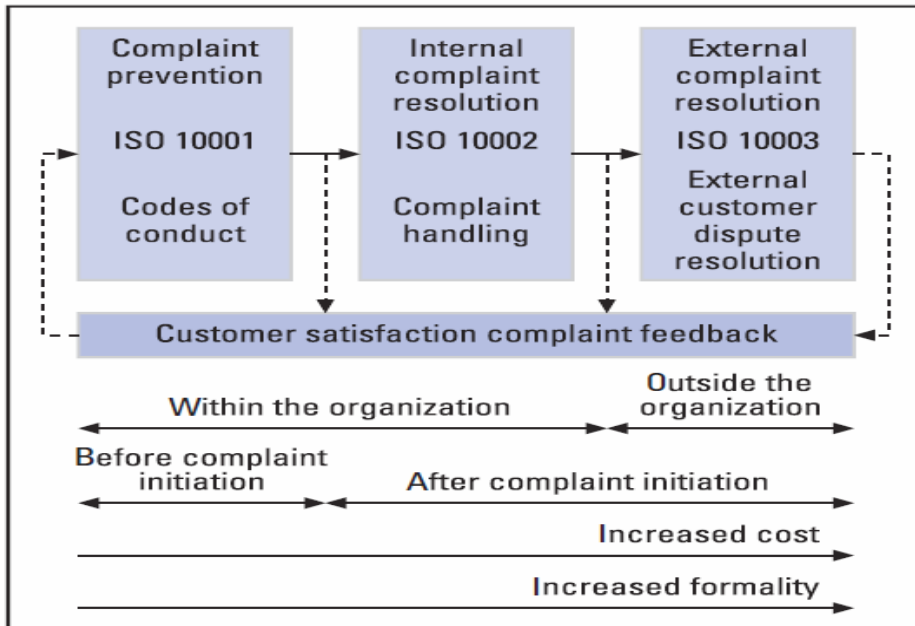 Complaint
prevention
ISO 10001
Codes of
conduct
Internal
complaint
resolution
ISO 10002
Complaint
handling
External
complaint
resolution
ISO 10003
External
customer
dispute
resolution
Customer satisfaction complaint feedback
Within the organization
Outside the
organization
Before complaint
initiation
After complaint initiation
Increased cost
Increased formality